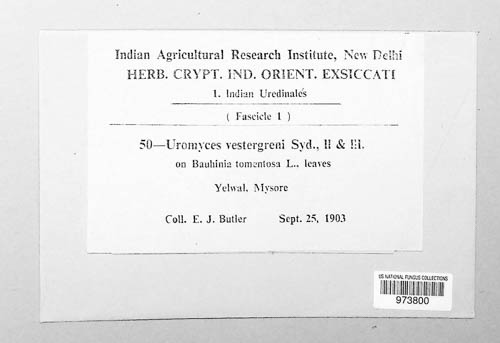 Indian Agricultural Research Institute, New Delhi
HERB. CRYPT. IND. ORIENT. EXSICCATI
1. Indian Uredinales
( Fascicle 1 )
50—Uromyces vestergreni Syd., II & III.
on Bauhinia tomentosa L., leaves
Yelwal, Mysore
Coll. E. J. Butler Sept. 25, 1903
US NATIONAL FUNGUS COLLECTIONS
973800